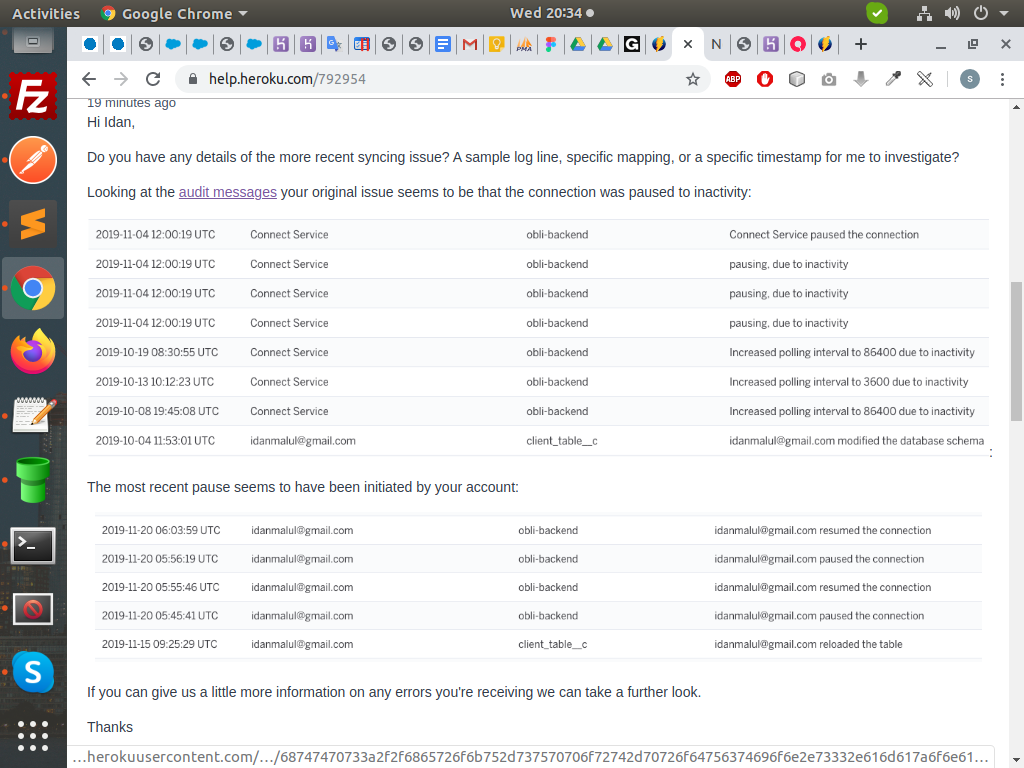 Activities Google Chrome Wed 20:34
help.heroku.com/792954
ABP
S
19 minutes ago
Hi Idan,
Do you have any details of the more recent syncing issue? A sample log line, specific mapping, or a specific timestamp for me to investigate?
Looking at the audit messages your original issue seems to be that the connection was paused to inactivity:
2019-11-04 12:00:19 UTC Connect Service obli-backend Connect Service paused the connection
2019-11-04 12:00:19 UTC Connect Service obli-backend pausing, due to inactivity
2019-11-04 12:00:19 UTC Connect Service obli-backend pausing, due to inactivity
2019-11-04 12:00:19 UTC Connect Service obli-backend pausing, due to inactivity
2019-10-19 08:30:55 UTC Connect Service obli-backend Increased polling interval to 86400 due to inactivity
2019-10-13 10:12:23 UTC Connect Service obli-backend Increased polling interval to 3600 due to inactivity
2019-10-08 19:45:08 UTC Connect Service obli-backend Increased polling interval to 86400 due to inactivity
2019-10-04 11:53:01 UTC idanmalul@gmail.com client_table__c idanmalul@gmail.com modified the database schema
The most recent pause seems to have been initiated by your account:
2019-11-20 06:03:59 UTC idanmalul@gmail.com obli-backend idanmalul@gmail.com resumed the connection
2019-11-20 05:56:19 UTC idanmalul@gmail.com obli-backend idanmalul@gmail.com paused the connection
2019-11-20 05:55:46 UTC idanmalul@gmail.com obli-backend idanmalul@gmail.com resumed the connection
2019-11-20 05:45:41 UTC idanmalul@gmail.com obli-backend idanmalul@gmail.com paused the connection
2019-11-15 09:25:29 UTC idanmalul@gmail.com client_table__c idanmalul@gmail.com reloaded the table
If you can give us a little more information on any errors you're receiving we can take a further look.
Thanks
...herokuusercontent.com/.../68747470733a2f2f6865726f6b752d737570706f72742d70726f64756374696f6e2e73332e616d617a6f6e61...